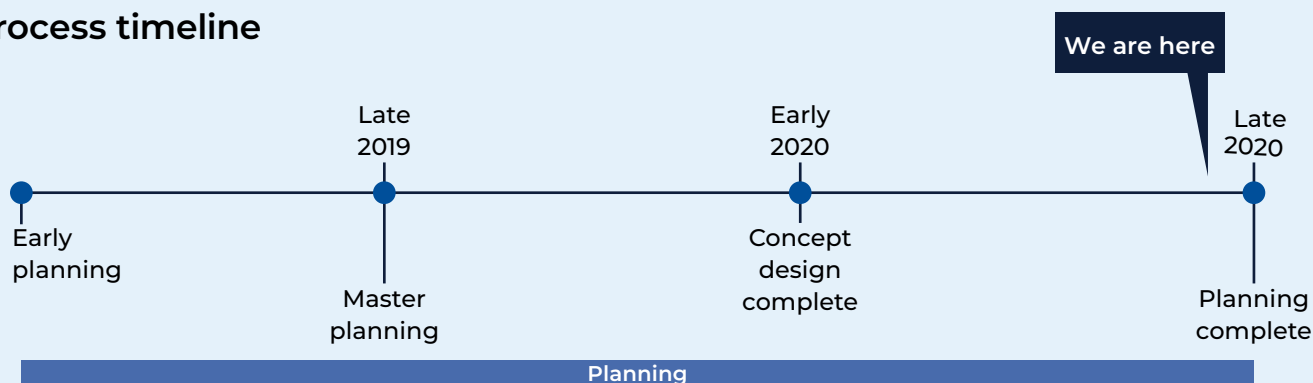 rocess timeline
We are here
Late
2019
Early
2020
Late
2020
Early
planning
Master
planning
Concept
design
complete
Planning
complete
Planning